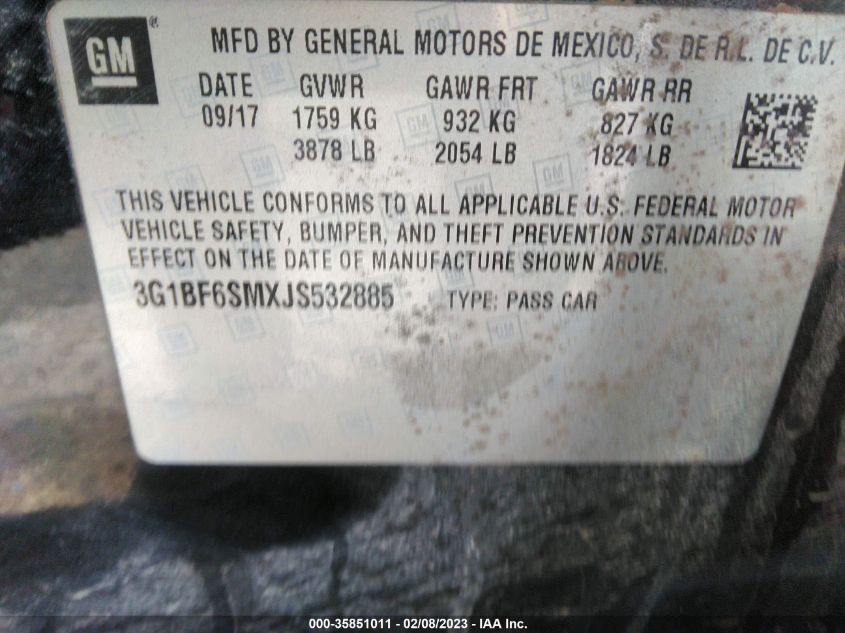 GM ® MFD BY GENERAL MOTORS DE MEXICO, S. DE R.L. DE C.V.
DATE GVWR GAWR FRT GAWR RR
09/17 1759 KG 932 KG 827 KG
3878 LB 2054 LB 1824 LB
THIS VEHICLE CONFORMS TO ALL APPLICABLE U.S. FEDERAL MOTOR
VEHICLE SAFETY, BUMPER, AND THEFT PREVENTION STANDARDS IN
EFFECT ON THE DATE OF MANUFACTURE SHOWN ABOVE.
3G1BF6SMXJS532885 TYPE: PASS CAR
000-35851011 - 02/08/2023 - © IAA Inc.